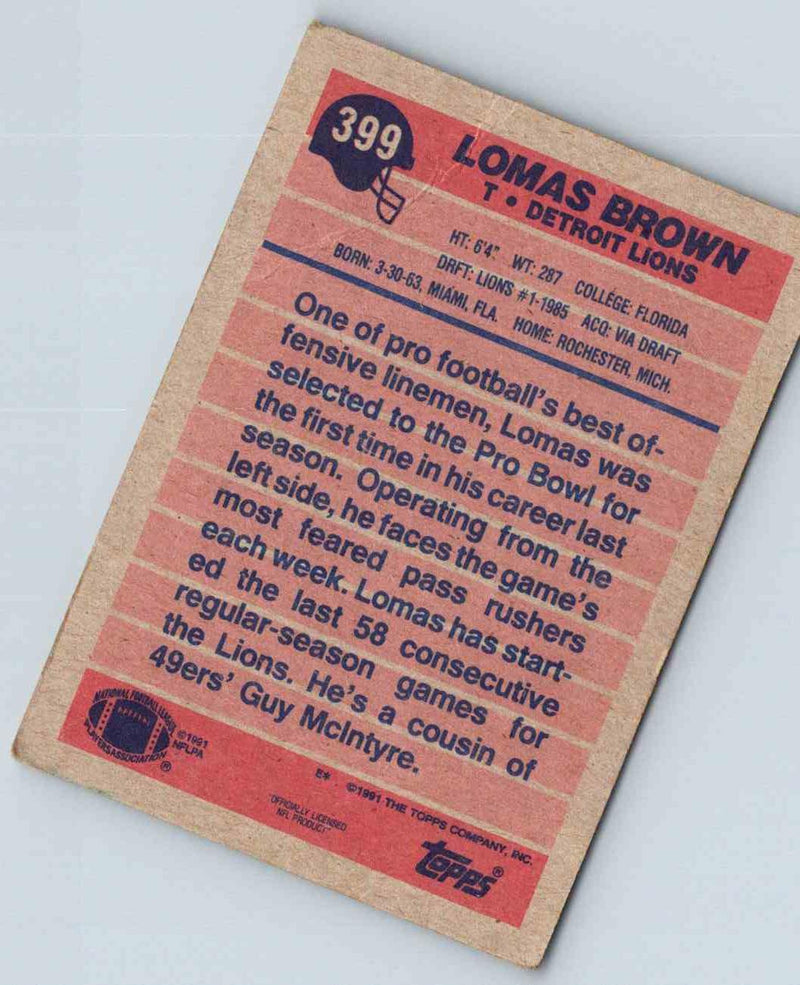 399
LOMAS BROWN
T • DETROIT LIONS
HT: 6'4" WT: 287 COLLEGE: FLORIDA
DRFT: LIONS #1-1985 ACQ: VIA DRAFT
BORN: 3-30-63, MIAMI, FLA. HOME: ROCHESTER, MICH.
One of pro football's best of-
fensive linemen, Lomas was
selected to the Pro Bowl for
the first time in his career last
season. Operating from the
left side, he faces the game's
most feared pass rushers
each week. Lomas has start-
ed the last 58 consecutive
regular-season games for
the Lions. He's a cousin of
49ers' Guy McIntyre.
NATIONAL FOOTBALL LEAGUE
PLAYERS ASSOCIATION
®
©1991
NFLPA
E* ©1991 THE TOPPS COMPANY, INC.
"OFFICIALLY LICENSED
NFL PRODUCT"
TOPPS®